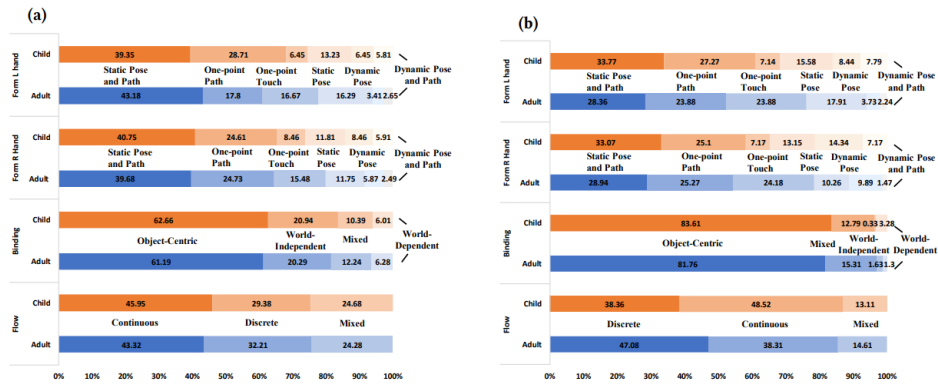 (a)
Child 39.35 28.71 6.45 13.23 6.45 5.81
Static Pose and Path One-point Path One-point Touch Static Pose Dynamic Pose Dynamic Pose and Path
Form L hand
Adult 43.18 17.8 16.67 16.29 3.41 2.65
Child 40.75 24.61 8.46 11.81 8.46 5.91
Static Pose and Path One-point Path One-point Touch Static Pose Dynamic Pose Dynamic Pose and Path
Form R Hand
Adult 39.68 24.73 15.48 11.75 5.87 2.49
Child 62.66 20.94 10.39 6.01
Object-Centric World-Independent Mixed World-Dependent
Binding
Adult 61.19 20.29 12.24 6.28
Child 45.95 29.38 24.68
Continuous Discrete Mixed
Flow
Adult 43.32 32.21 24.28
0% 10% 20% 30% 40% 50% 60% 70% 80% 90% 100%
(b)
Child 33.77 27.27 7.14 15.58 8.44 7.79
Static Pose and Path One-point Path One-point Touch Static Pose Dynamic Pose Dynamic Pose and Path
Form L hand
Adult 28.36 23.88 23.88 17.91 3.73 2.24
Child 33.07 25.1 7.17 13.15 14.34 7.17
Static Pose and Path One-point Path One-point Touch Static Pose Dynamic Pose Dynamic Pose and Path
Form R Hand
Adult 28.94 25.27 24.18 10.26 9.89 1.47
Child 83.61 12.79 0.33 3.28
Object-Centric Mixed World-Independent World-Dependent
Binding
Adult 81.76 15.31 1.63 1.3
Child 38.36 48.52 13.11
Discrete Continuous Mixed
Flow
Adult 47.08 38.31 14.61
0% 10% 20% 30% 40% 50% 60% 70% 80% 90% 100%